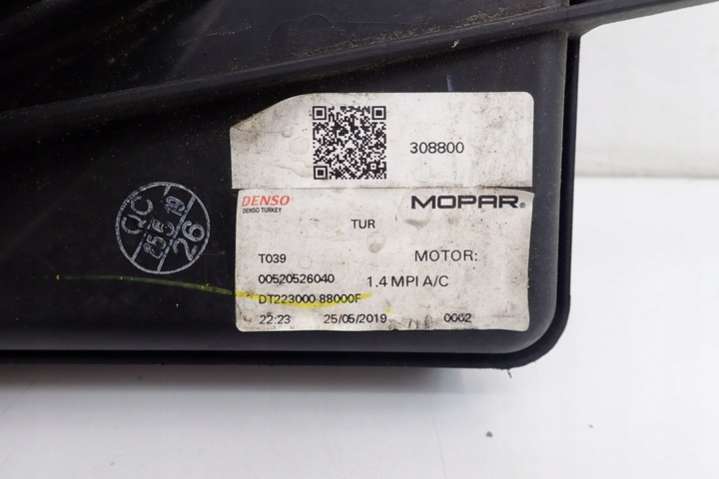 308800
DENSO
DENSO TURKEY
MOPAR®
TUR
T039
MOTOR:
00520526040
1.4 MPI A/C
DT223000 88000F
22:23
25/05/2019
0002
QC
26